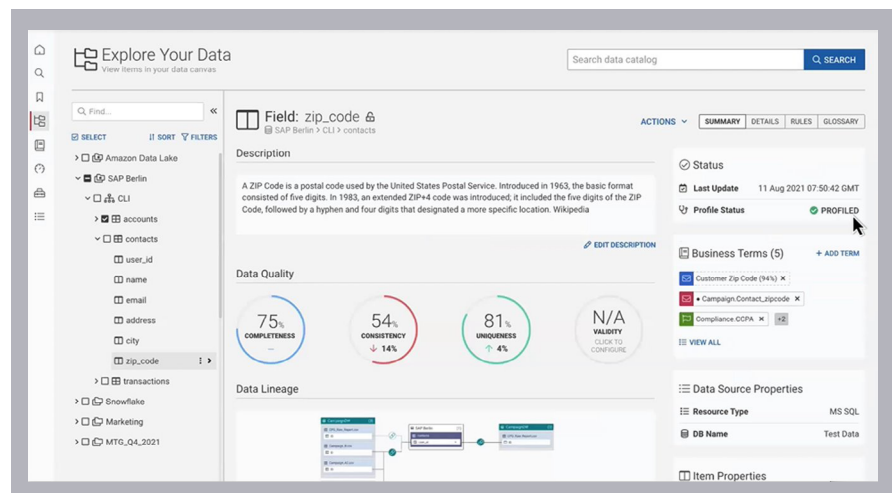 Explore Your Data
View items in your data canvas
Search data catalog
SEARCH
Find...
SELECT
SORT
FILTERS
Amazon Data Lake
SAP Berlin
CLI
accounts
contacts
user_id
name
email
address
city
zip_code
transactions
Snowflake
Marketing
MTG_Q4_2021
Field: zip_code
SAP Berlin > CLI > contacts
ACTIONS
SUMMARY
DETAILS
RULES
GLOSSARY
Description
A ZIP Code is a postal code used by the United States Postal Service. Introduced in 1963, the basic format
consisted of five digits. In 1983, an extended ZIP+4 code was introduced; it included the five digits of the ZIP
Code, followed by a hyphen and four digits that designated a more specific location. Wikipedia
EDIT DESCRIPTION
Data Quality
75%
COMPLETENESS
—
54%
CONSISTENCY
↓ 14%
81%
UNIQUENESS
↑ 4%
N/A
VALIDITY
CLICK TO
CONFIGURE
Data Lineage
SAP Berlin
Status
Last Update 11 Aug 2021 07:50:42 GMT
Profile Status PROFILED
Business Terms (5)
+ ADD TERM
Customer Zip Code (94%) ×
• Campaign.Contact_zipcode ×
Compliance:CCPA × +2
VIEW ALL
Data Source Properties
Resource Type MS SQL
DB Name Test Data
Item Properties